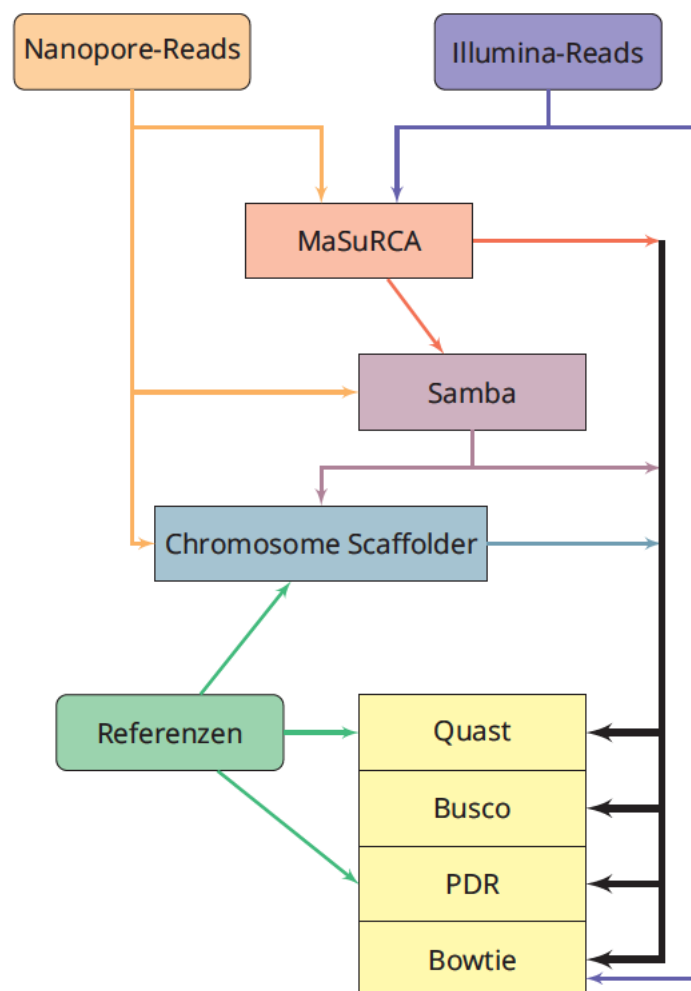 Nanopore-Reads
Illumina-Reads
MaSuRCA
Samba
Chromosome Scaffolder
Referenzen
Quast
Busco
PDR
Bowtie